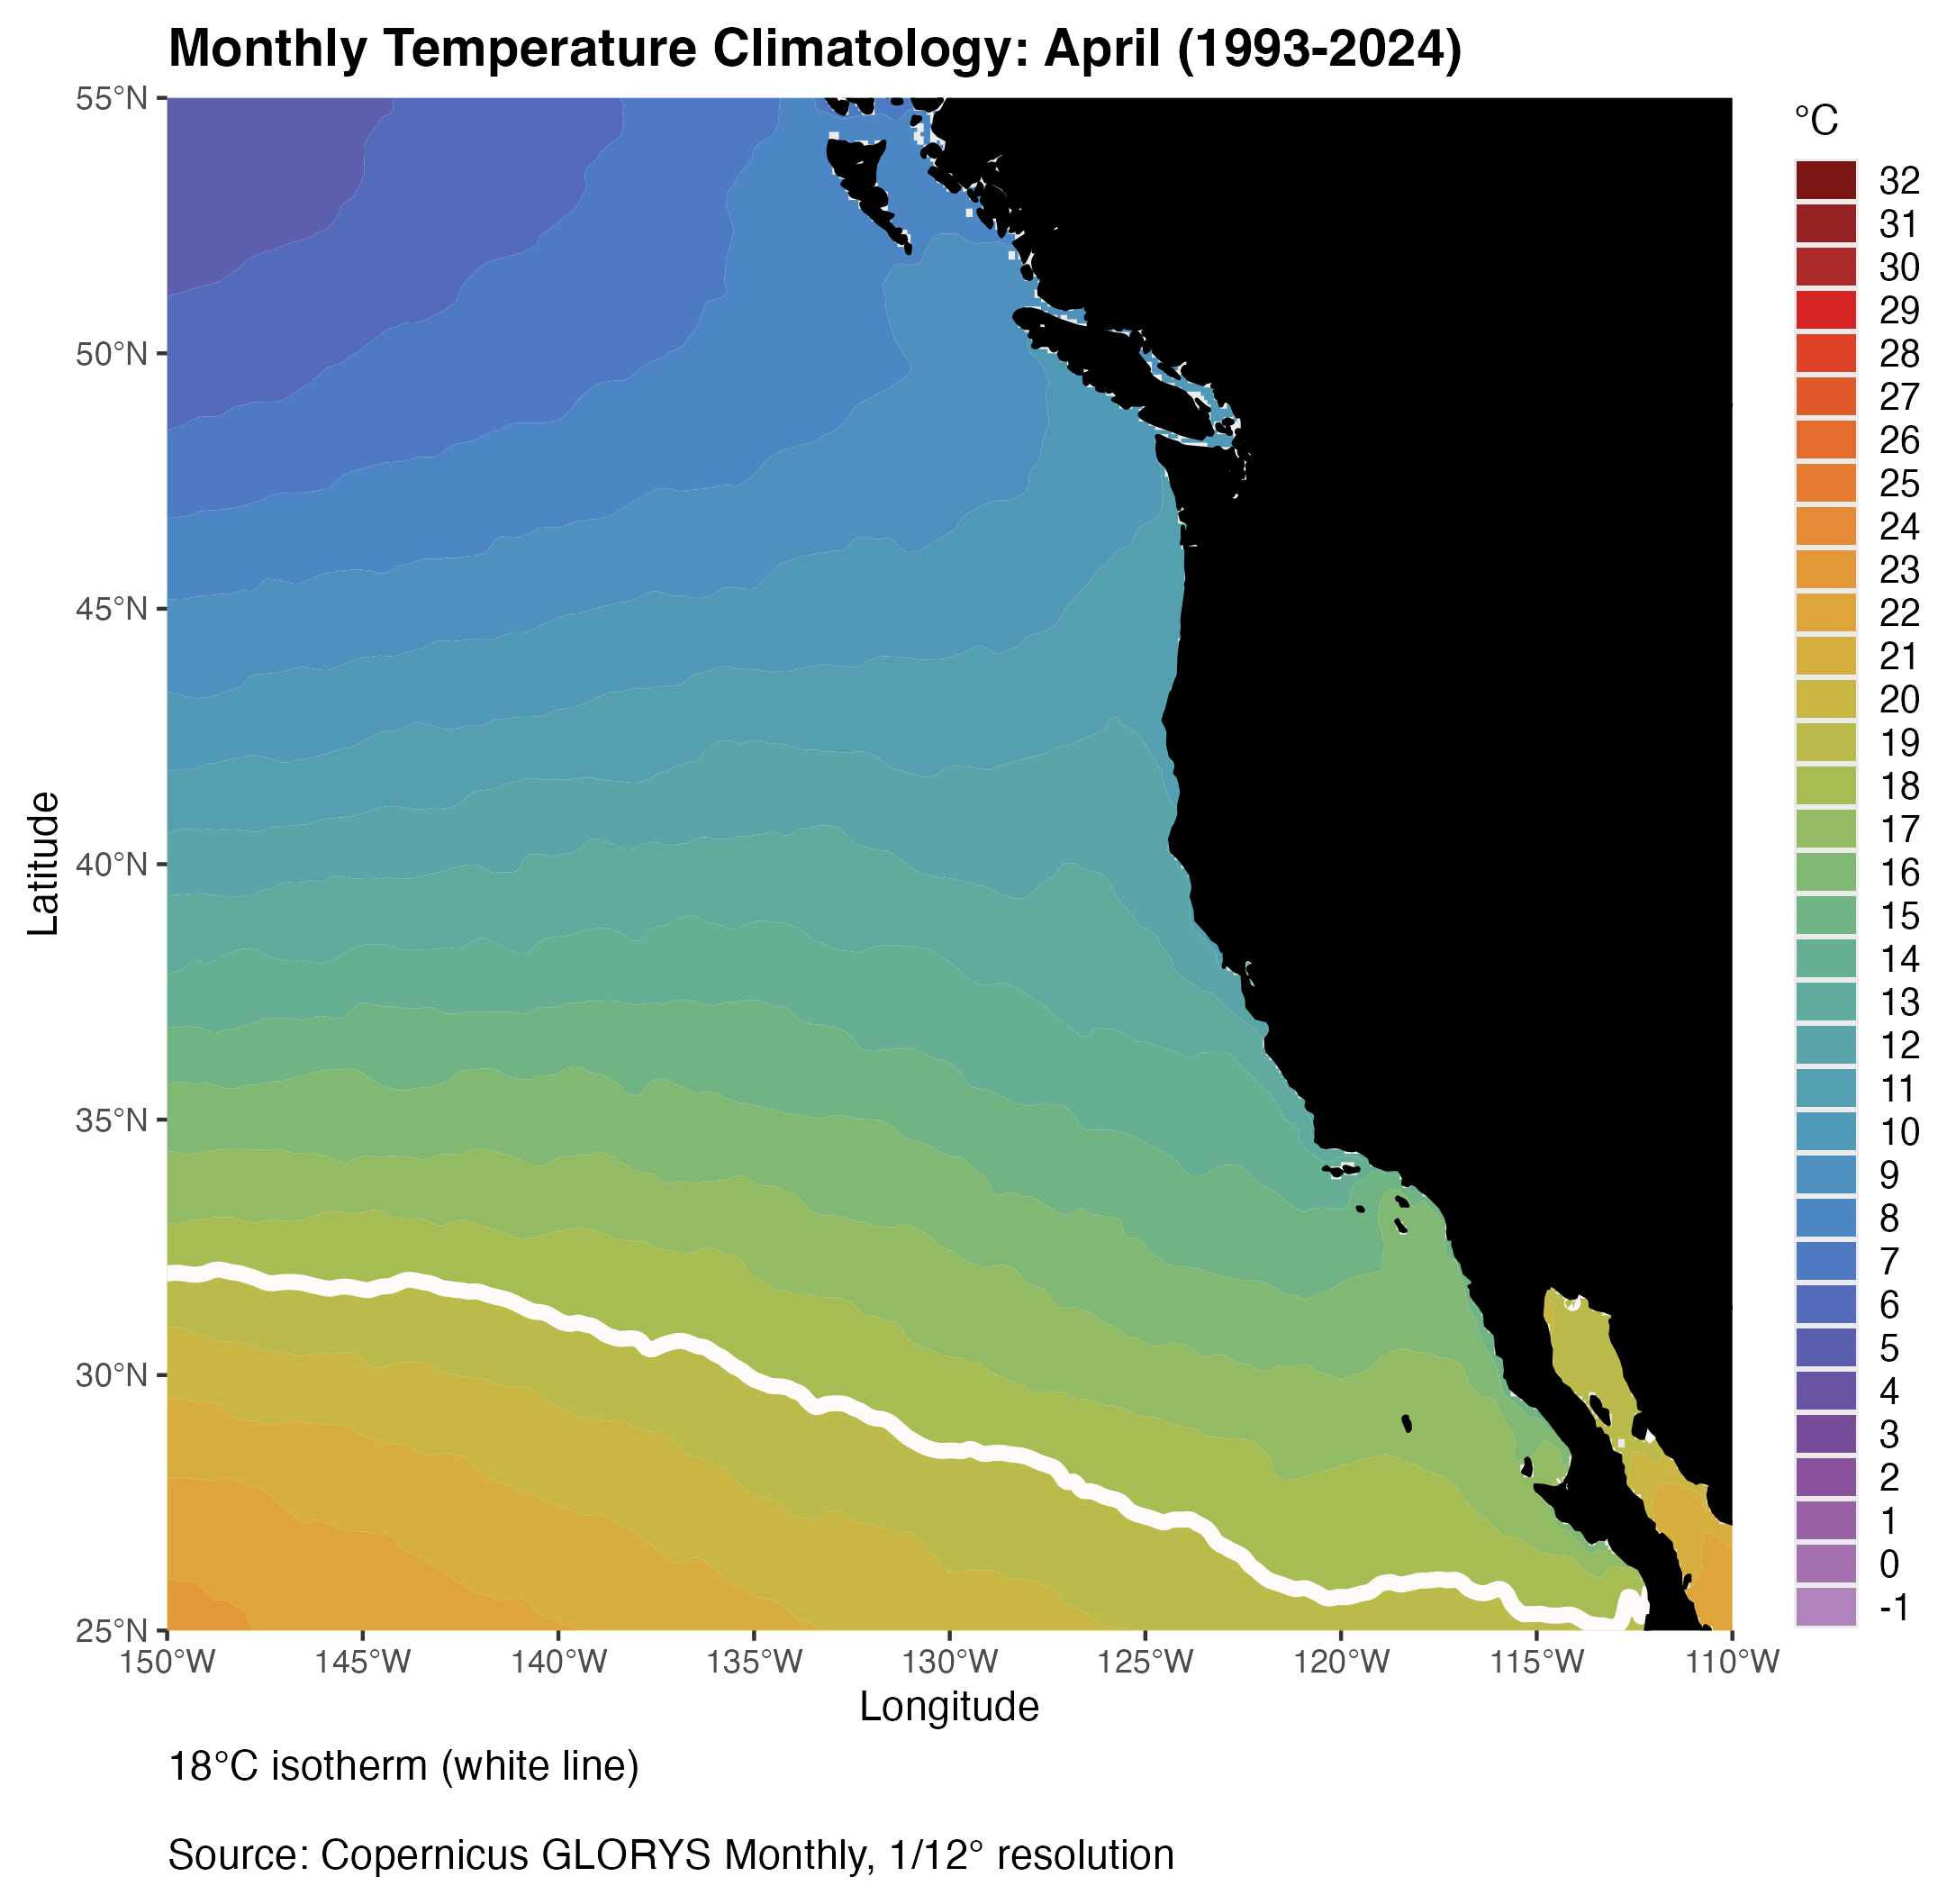 Monthly Temperature Climatology: April (1993-2024)
°C
55°N
50°N
45°N
40°N
35°N
30°N
25°N
Latitude
32
31
30
29
28
27
26
25
24
23
22
21
20
19
18
17
16
15
14
13
12
11
10
9
8
7
6
5
4
3
2
1
0
-1
150°W 145°W 140°W 135°W 130°W 125°W 120°W 115°W 110°W
Longitude
18°C isotherm (white line)
Source: Copernicus GLORYS Monthly, 1/12° resolution